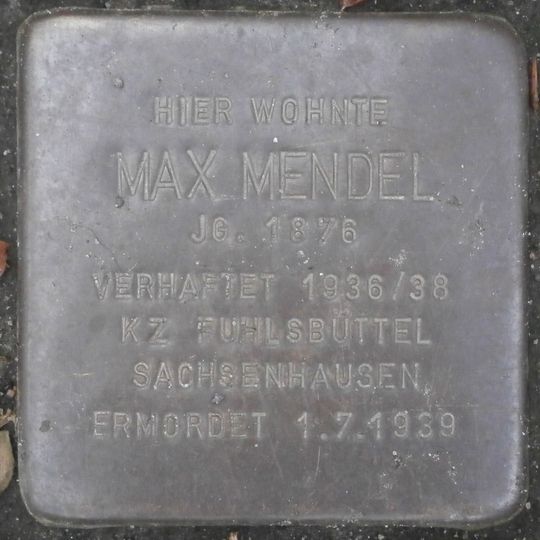 HIER WOHNTE
MAX MENDEL
JG. 1876
VERHAFTET 1936/38
KZ FUHLSBÜTTEL
SACHSENHAUSEN
ERMORDET 1.7.1939